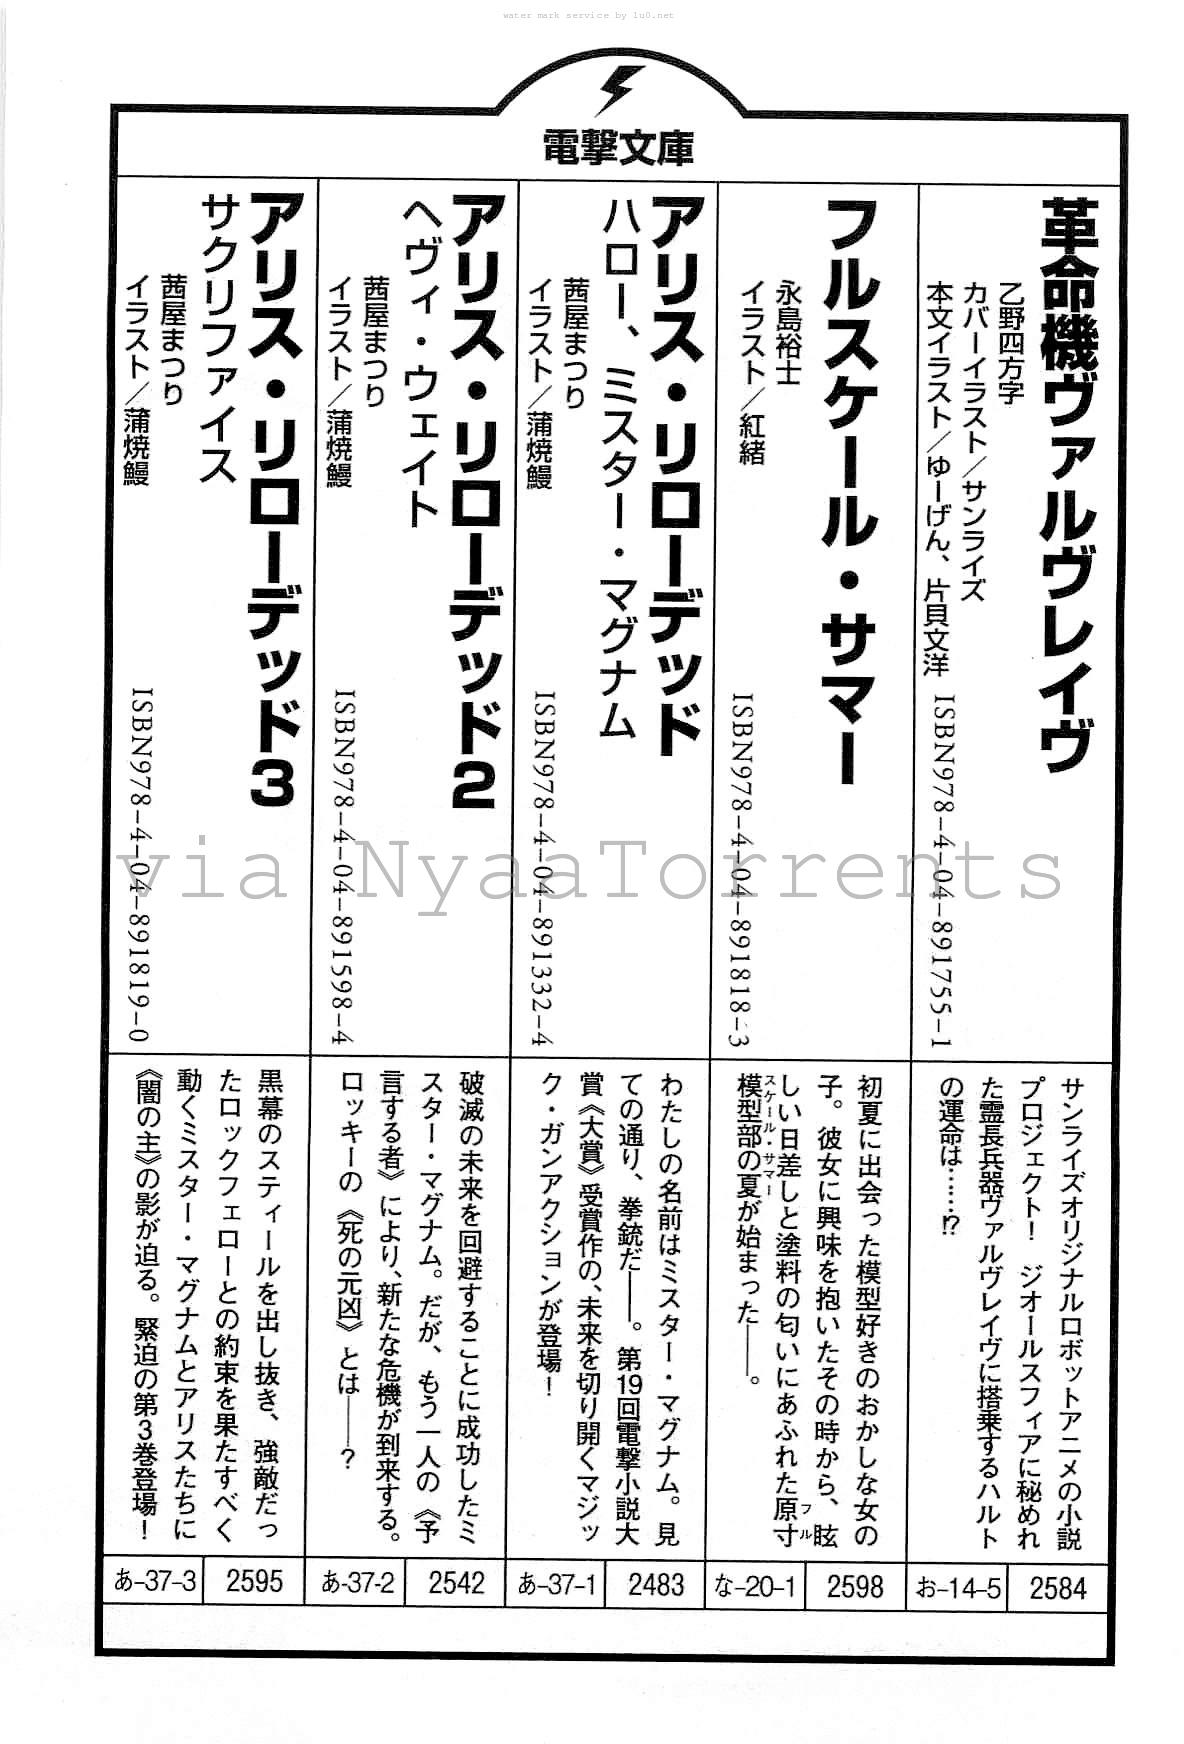 water mark service by 1u0.net
電撃文庫
革命機ヴァルヴレイヴ
乙野四方字
カバーイラスト／サンライズ
本文イラスト／ゆーげん、片貝文洋
ISBN978-4-04-891755-1
サンライズオリジナルロボットアニメの小説
プロジェクト！　ジオールスフィアに秘めれ
た霊長兵器ヴァルヴレイヴに搭乗するハルト
の運命は……!?
お-14-5
2584
フルスケール・サマー
永島裕士
イラスト／紅緒
ISBN978-4-04-891818-3
初夏に出会った模型好きのおかしな女の
子。彼女に興味を抱いたその時から、眩
しい日差しと塗料の匂いにあふれた原寸
フル
模型部の夏が始まった――。
スケール・サマー
な-20-1
2598
アリス・リローデッド
ハロー、ミスター・マグナム
茜屋まつり
イラスト／蒲焼鰻
ISBN978-4-04-891332-4
わたしの名前はミスター・マグナム。見
ての通り、拳銃だ――。第19回電撃小説大
賞《大賞》受賞作の、未来を切り開くマジッ
ク・ガンアクションが登場！
あ-37-1
2483
アリス・リローデッド2
ヘヴィ・ウェイト
茜屋まつり
イラスト／蒲焼鰻
ISBN978-4-04-891598-4
破滅の未来を回避することに成功したミ
スター・マグナム。だが、もう一人の《予
言する者》により、新たな危機が到来する。
ロッキーの《死の元凶》とは――？
あ-37-2
2542
アリス・リローデッド3
サクリファイス
茜屋まつり
イラスト／蒲焼鰻
ISBN978-4-04-891819-0
黒幕のスティールを出し抜き、強敵だっ
たロックフェローとの約束を果たすべく
動くミスター・マグナムとアリスたちに
《闇の主》の影が迫る。緊迫の第3巻登場！
あ-37-3
2595
via NyaaTorrents